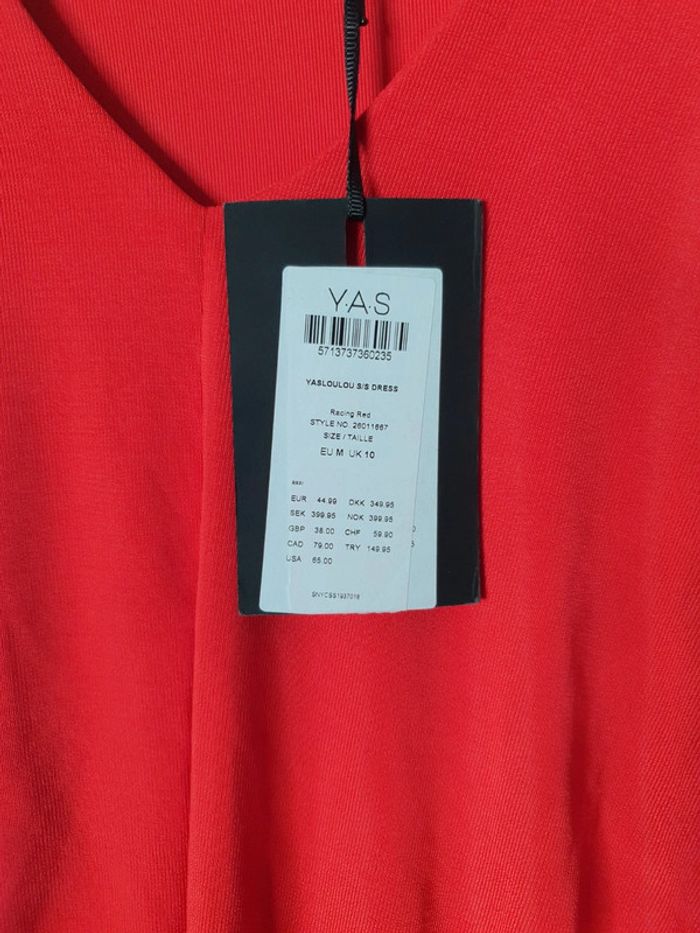 Y.A.S
5713737360235
YASLOULOU S/S DRESS
Racing Red
STYLE NO. 26011667
SIZE / TAILLE
EU M UK 10
EUR 44.99 DKK 349.95
SEK 399.95 NOK 399.95
GBP 38.00 CHF 59.90
CAD 79.00 TRY 149.95
USA 65.00